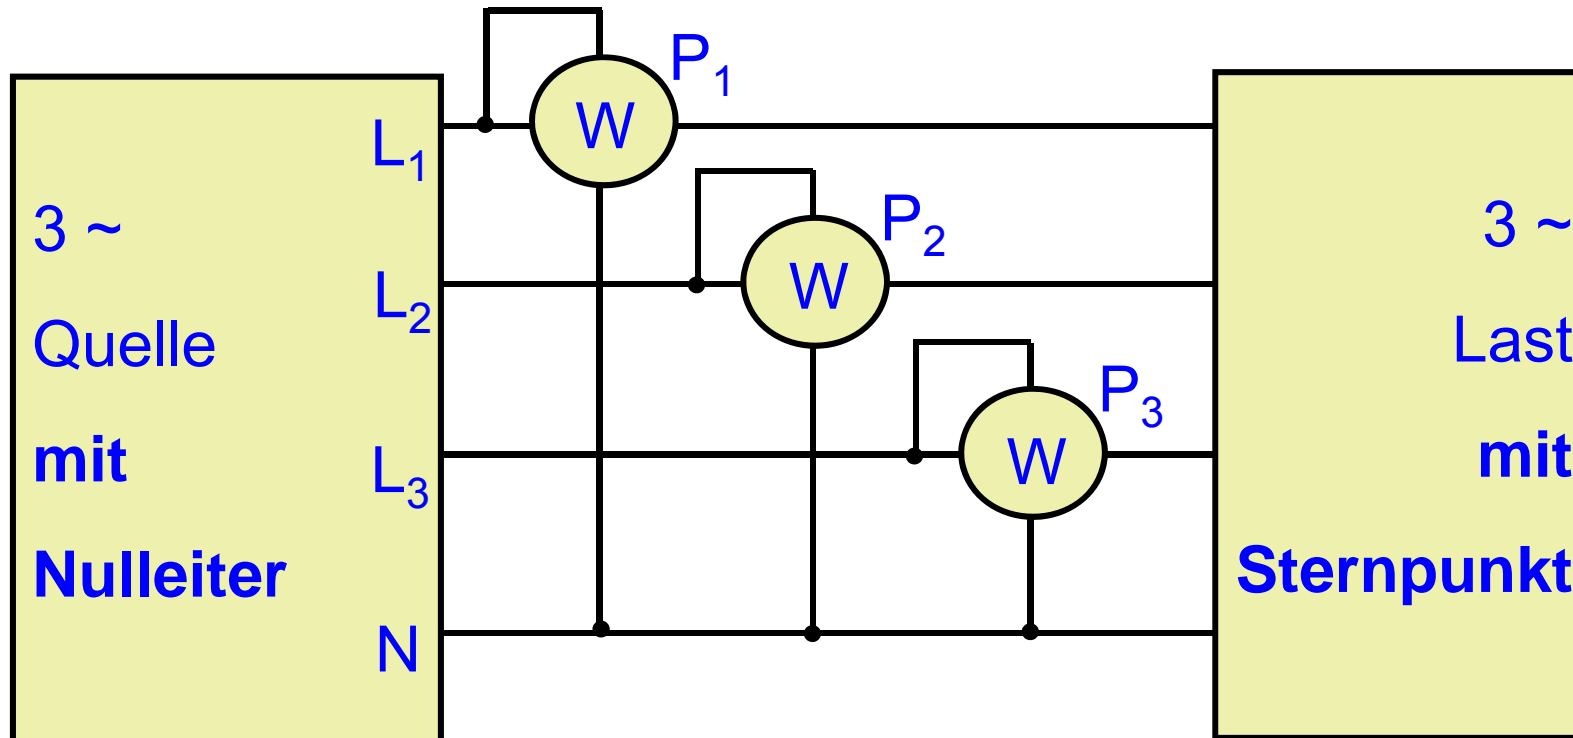 P1
W
L1
3 ~
P2
3 ~
W
L2
Quelle
Last
P3
W
mit
L3
mit
Nulleiter
Sternpunkt
N